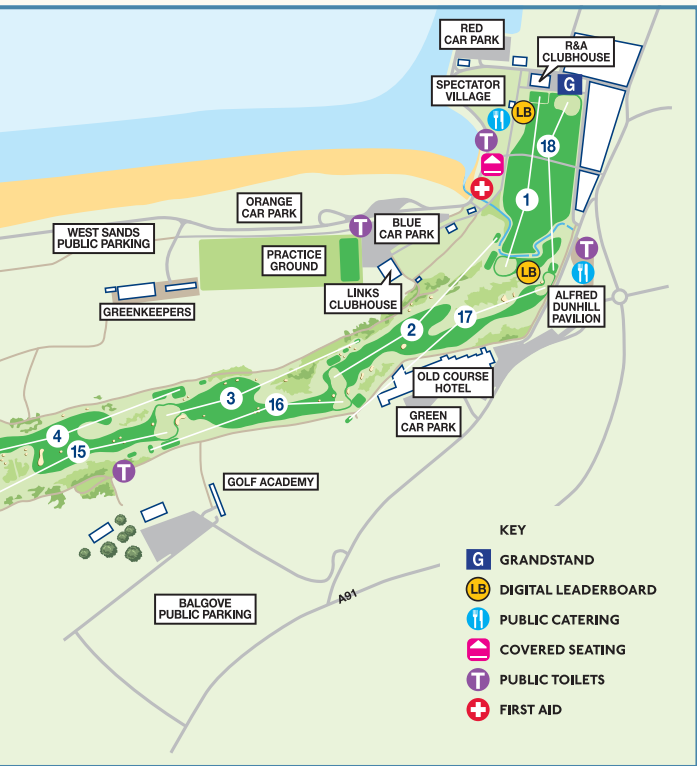 RED
CAR PARK
R&A
CLUBHOUSE
G
SPECTATOR
VILLAGE
LB
T
18
1
ORANGE
CAR PARK
T
BLUE
CAR PARK
WEST SANDS
PUBLIC PARKING
PRACTICE
GROUND
T
LB
LINKS
CLUBHOUSE
GREENKEEPERS
ALFRED
DUNHILL
PAVILION
2
17
OLD COURSE
HOTEL
3
16
GREEN
CAR PARK
4
15
T
GOLF ACADEMY
BALGOVE
PUBLIC PARKING
A91
KEY
G GRANDSTAND
LB DIGITAL LEADERBOARD
PUBLIC CATERING
COVERED SEATING
T PUBLIC TOILETS
FIRST AID